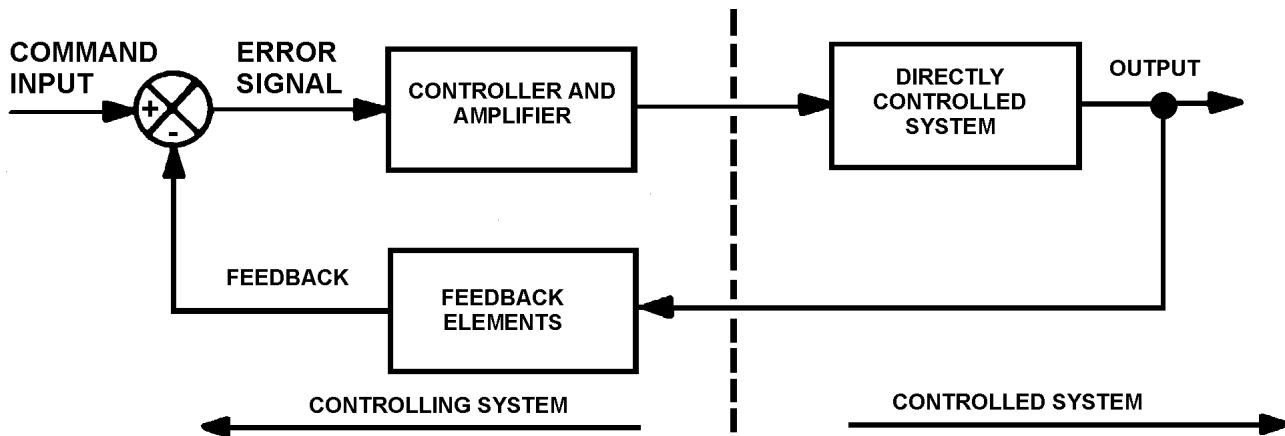 COMMAND
INPUT
ERROR
SIGNAL
+
-
CONTROLLER AND
AMPLIFIER
DIRECTLY
CONTROLLED
SYSTEM
OUTPUT
FEEDBACK
FEEDBACK
ELEMENTS
CONTROLLING SYSTEM
CONTROLLED SYSTEM